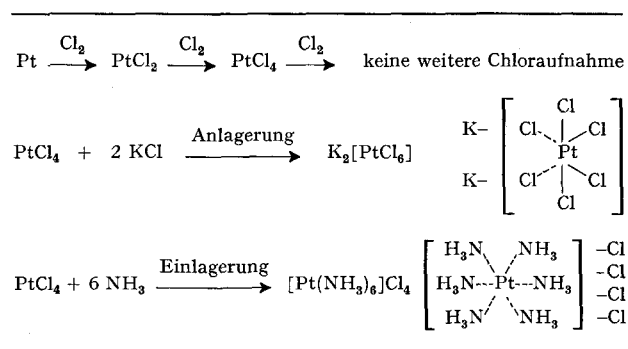 Cl₂ Cl₂ Cl₂
Pt → PtCl₂ → PtCl₄ → keine weitere Chloraufnahme
Cl
K– Cl Cl
Anlagerung
PtCl₄ + 2 KCl → K₂[PtCl₆] Pt
K– Cl Cl
Cl
H₃N NH₃ –Cl
Einlagerung –Cl
PtCl₄ + 6 NH₃ → [Pt(NH₃)₆]Cl₄ H₃N---Pt---NH₃ –Cl
H₃N NH₃ –Cl